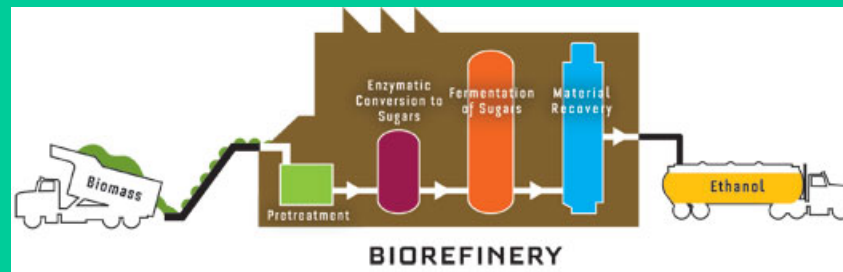 Biomass
Pretreatment
Enzymatic
Conversion to
Sugars
Fermentation
of Sugars
Material
Recovery
Ethanol
BIOREFINERY